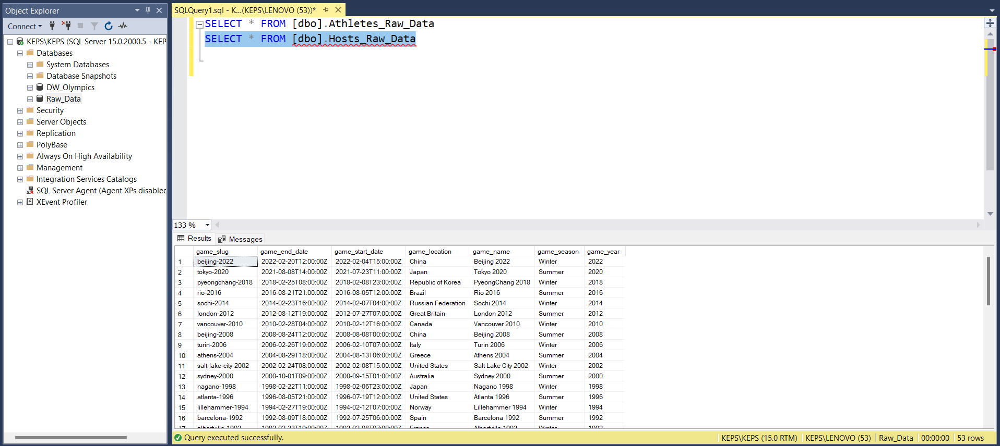 Object Explorer
Connect
KEPS\KEPS (SQL Server 15.0.2000.5 - KEP
Databases
System Databases
Database Snapshots
DW_Olympics
Raw_Data
Security
Server Objects
Replication
PolyBase
Always On High Availability
Management
Integration Services Catalogs
SQL Server Agent (Agent XPs disabled
XEvent Profiler
SQLQuery1.sql - K...(KEPS\LENOVO (53))*
SELECT * FROM [dbo].Athletes_Raw_Data
SELECT * FROM [dbo].Hosts_Raw_Data
133 %
Results Messages
game_slug game_end_date game_start_date game_location game_name game_season game_year
1 beijing-2022 2022-02-20T12:00:00Z 2022-02-04T15:00:00Z China Beijing 2022 Winter 2022
2 tokyo-2020 2021-08-08T14:00:00Z 2021-07-23T11:00:00Z Japan Tokyo 2020 Summer 2020
3 pyeongchang-2018 2018-02-25T08:00:00Z 2018-02-08T23:00:00Z Republic of Korea PyeongChang 2018 Winter 2018
4 rio-2016 2016-08-21T21:00:00Z 2016-08-05T12:00:00Z Brazil Rio 2016 Summer 2016
5 sochi-2014 2014-02-23T16:00:00Z 2014-02-07T04:00:00Z Russian Federation Sochi 2014 Winter 2014
6 london-2012 2012-08-12T19:00:00Z 2012-07-27T07:00:00Z Great Britain London 2012 Summer 2012
7 vancouver-2010 2010-02-28T04:00:00Z 2010-02-12T16:00:00Z Canada Vancouver 2010 Winter 2010
8 beijing-2008 2008-08-24T12:00:00Z 2008-08-08T00:00:00Z China Beijing 2008 Summer 2008
9 turin-2006 2006-02-26T19:00:00Z 2006-02-10T07:00:00Z Italy Turin 2006 Winter 2006
10 athens-2004 2004-08-29T18:00:00Z 2004-08-13T06:00:00Z Greece Athens 2004 Summer 2004
11 salt-lake-city-2002 2002-02-24T08:00:00Z 2002-02-08T15:00:00Z United States Salt Lake City 2002 Winter 2002
12 sydney-2000 2000-10-01T09:00:00Z 2000-09-15T01:00:00Z Australia Sydney 2000 Summer 2000
13 nagano-1998 1998-02-22T11:00:00Z 1998-02-06T23:00:00Z Japan Nagano 1998 Winter 1998
14 atlanta-1996 1996-08-05T21:00:00Z 1996-07-19T12:00:00Z United States Atlanta 1996 Summer 1996
15 lillehammer-1994 1994-02-27T19:00:00Z 1994-02-12T07:00:00Z Norway Lillehammer 1994 Winter 1994
16 barcelona-1992 1992-08-09T18:00:00Z 1992-07-25T06:00:00Z Spain Barcelona 1992 Summer 1992
17 albertville-1992 1992-02-23T19:00:00Z 1992-02-08T07:00:00Z France Albertville 1992 Winter 1992
Query executed successfully. KEPS\KEPS (15.0 RTM) KEPS\LENOVO (53) Raw_Data 00:00:00 53 rows